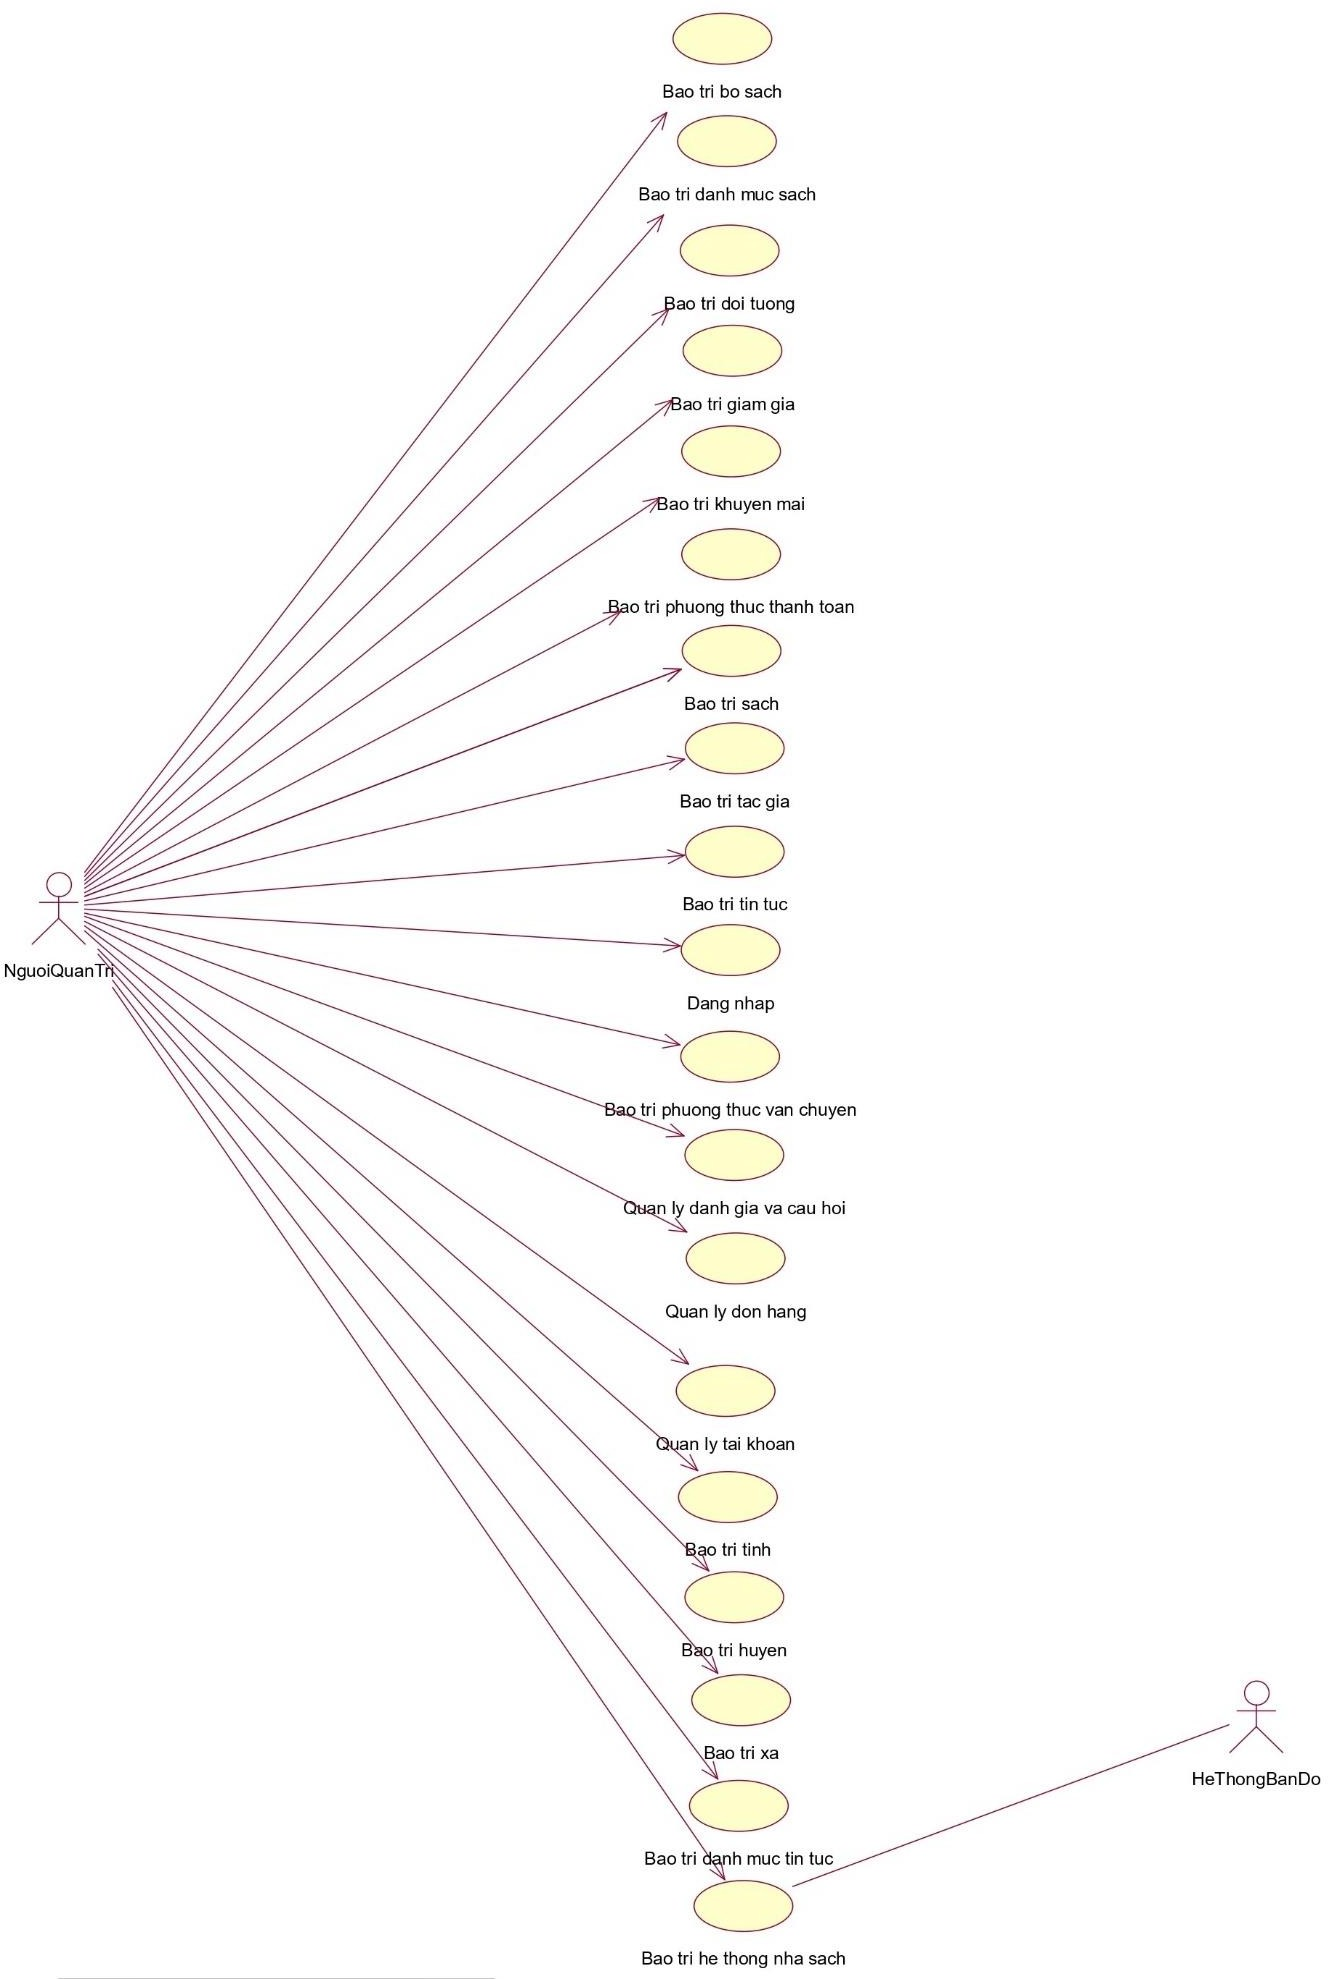 Bao tri bo sach
Bao tri danh muc sach
Bao tri doi tuong
Bao tri giam gia
Bao tri khuyen mai
Bao tri phuong thuc thanh toan
Bao tri sach
Bao tri tac gia
Bao tri tin tuc
NguoiQuanTri
Dang nhap
Bao tri phuong thuc van chuyen
Quan ly danh gia va cau hoi
Quan ly don hang
Quan ly tai khoan
Bao tri tinh
Bao tri huyen
Bao tri xa
HeThongBanDo
Bao tri danh muc tin tuc
Bao tri he thong nha sach